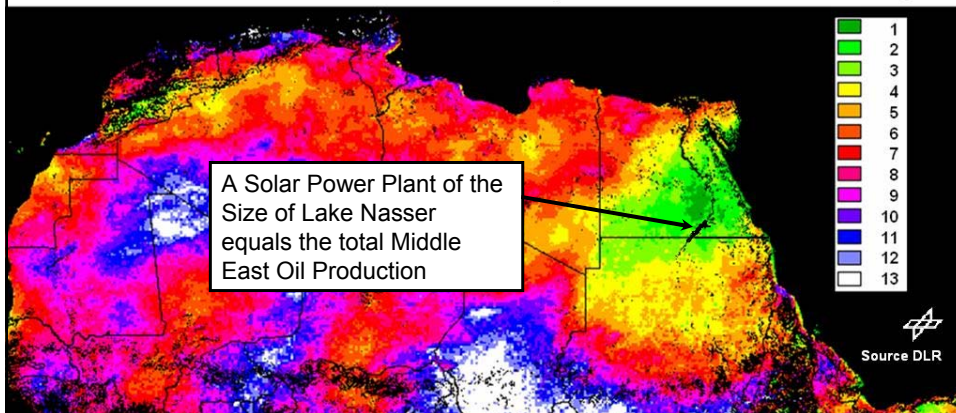 1
2
3
4
5
6
7
8
9
10
11
12
13
A Solar Power Plant of the
Size of Lake Nasser
equals the total Middle
East Oil Production
Source DLR